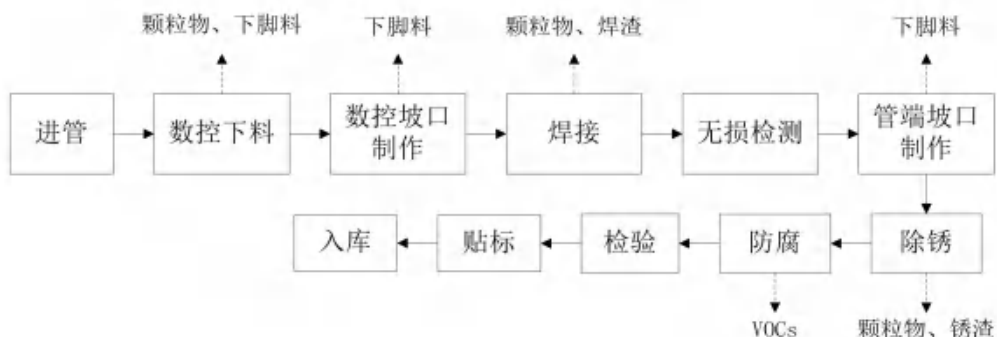 颗粒物、下脚料
下脚料
颗粒物、焊渣
下脚料
进管
数控下料
数控坡口
制作
焊接
无损检测
管端坡口
制作
入库
贴标
检验
防腐
除锈
VOCs
颗粒物、锈渣